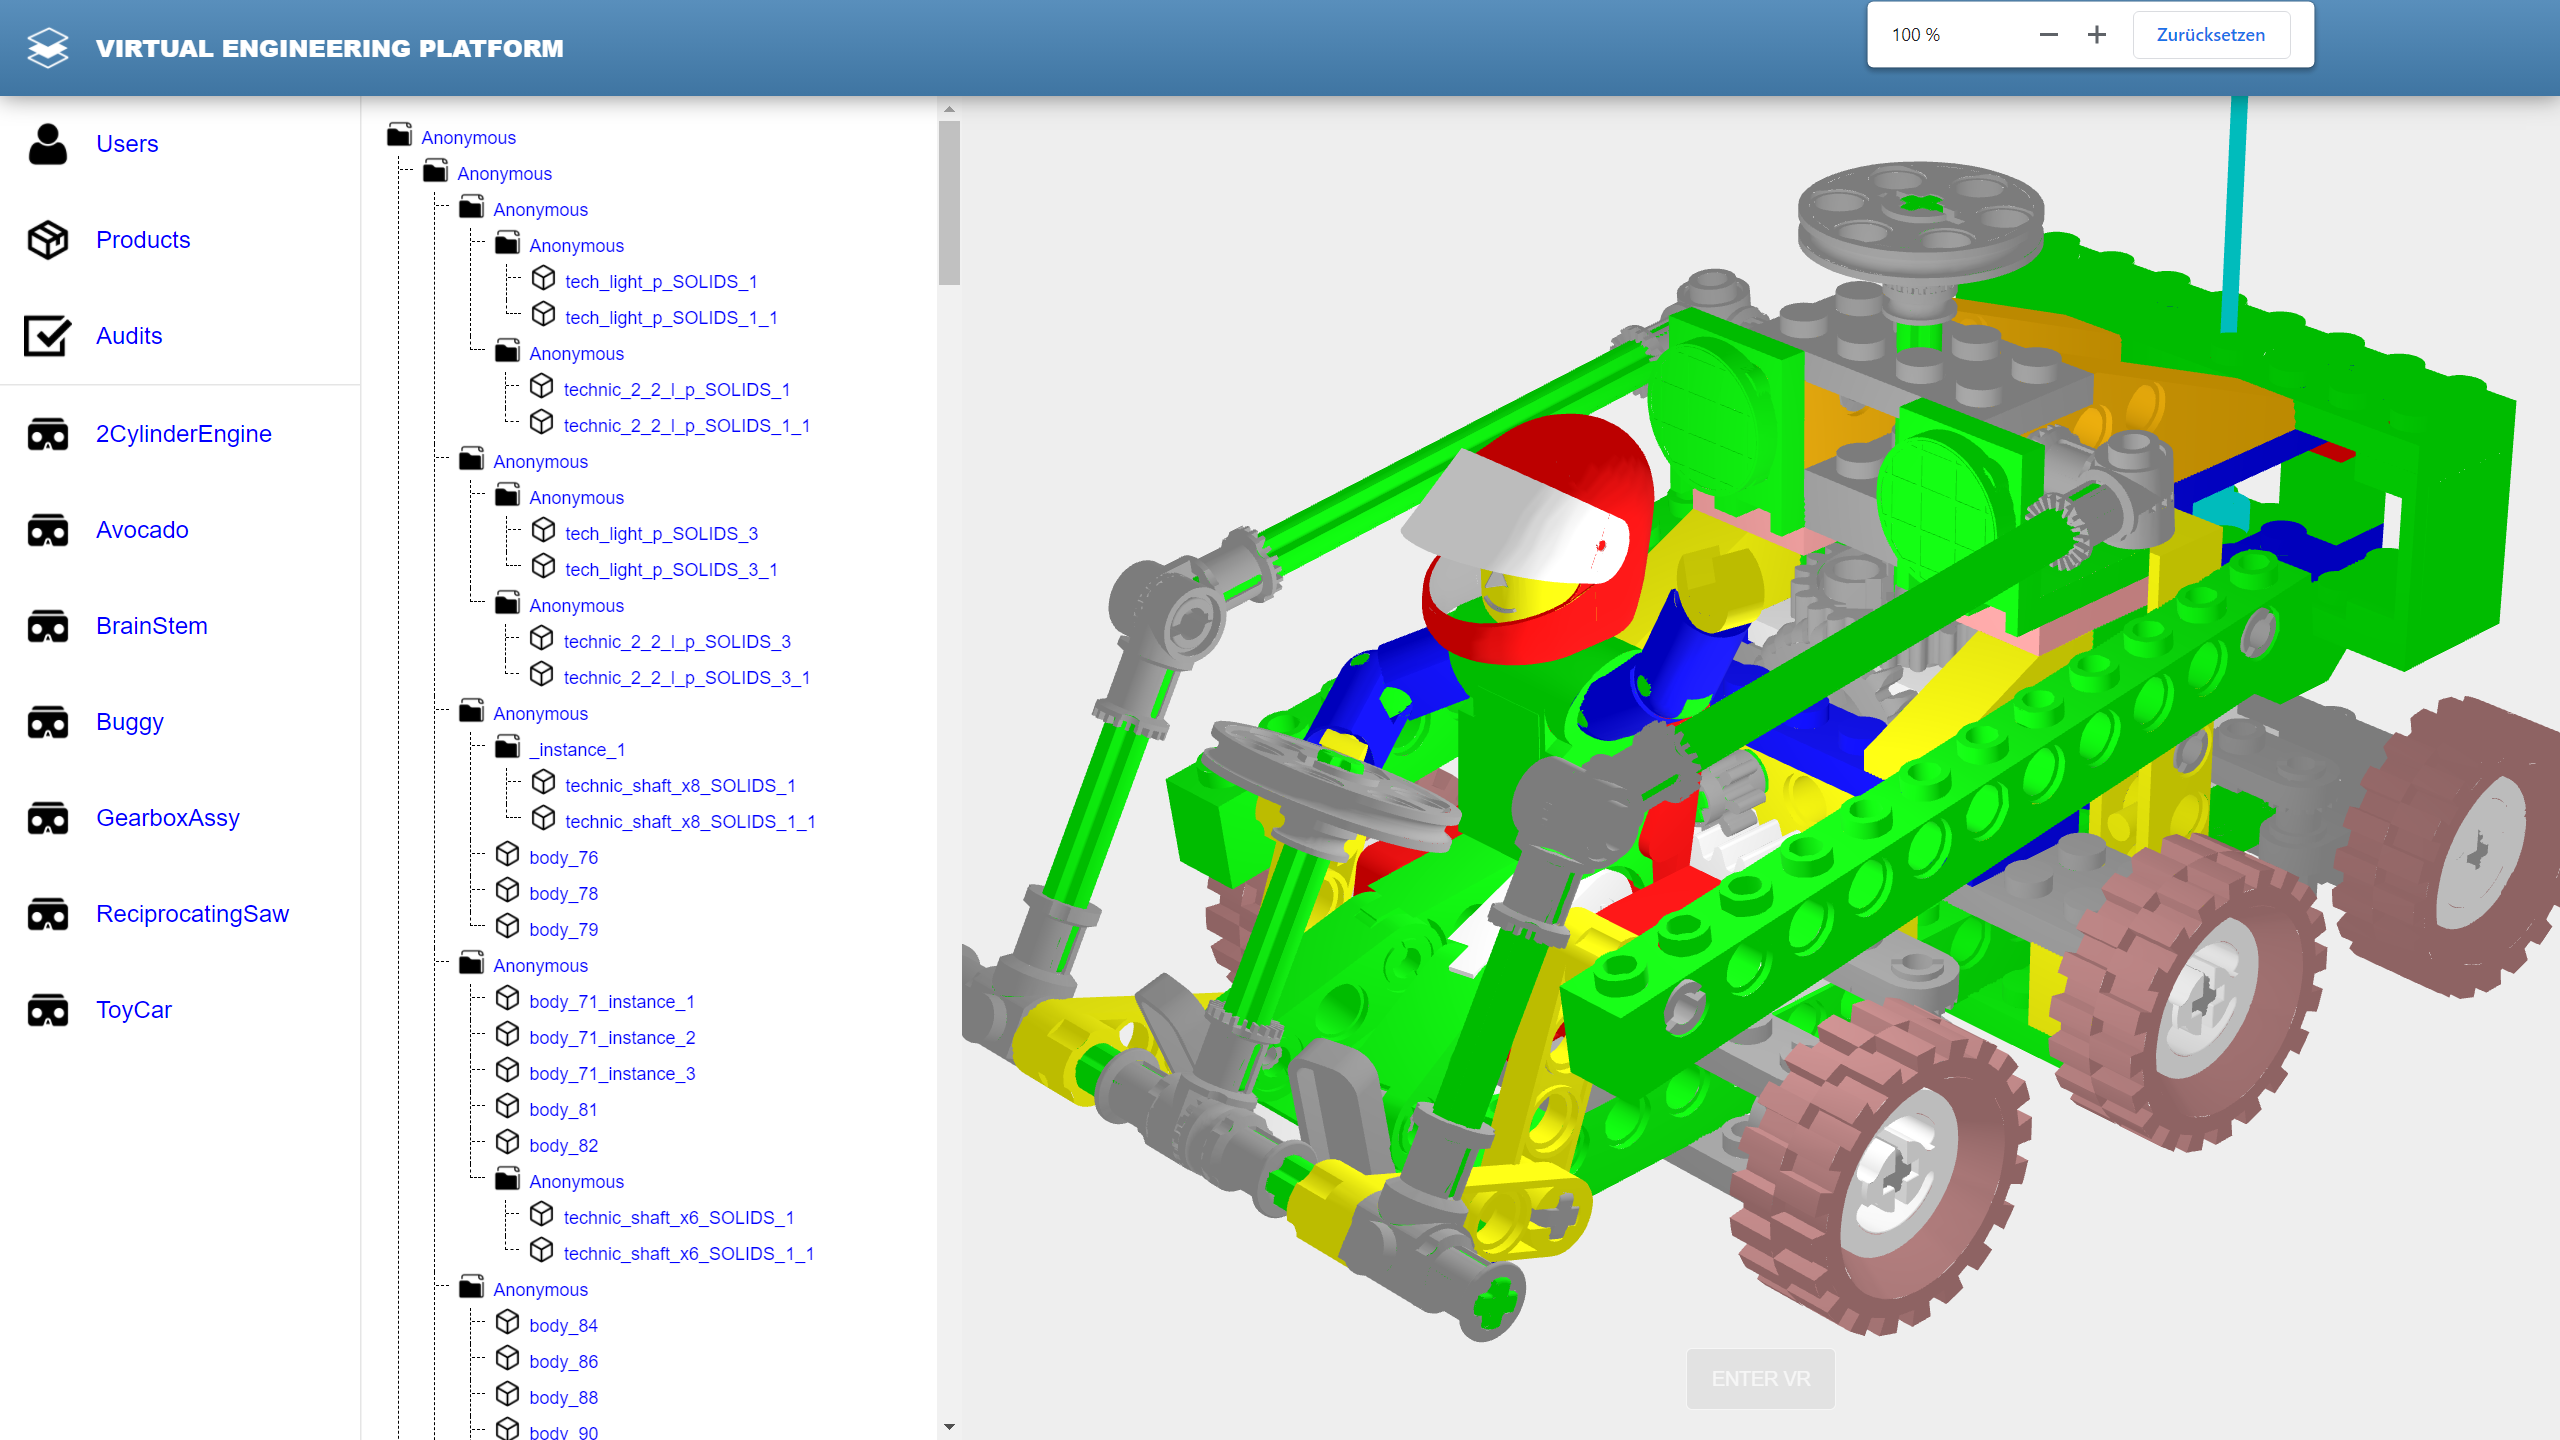 VIRTUAL ENGINEERING PLATFORM
100 %
Zurücksetzen
Users
Products
Audits
2CylinderEngine
Avocado
BrainStem
Buggy
GearboxAssy
ReciprocatingSaw
ToyCar
Anonymous
Anonymous
Anonymous
Anonymous
tech_light_p_SOLIDS_1
tech_light_p_SOLIDS_1_1
Anonymous
technic_2_2_l_p_SOLIDS_1
technic_2_2_l_p_SOLIDS_1_1
Anonymous
Anonymous
tech_light_p_SOLIDS_3
tech_light_p_SOLIDS_3_1
Anonymous
technic_2_2_l_p_SOLIDS_3
technic_2_2_l_p_SOLIDS_3_1
Anonymous
_instance_1
technic_shaft_x8_SOLIDS_1
technic_shaft_x8_SOLIDS_1_1
body_76
body_78
body_79
Anonymous
body_71_instance_1
body_71_instance_2
body_71_instance_3
body_81
body_82
Anonymous
technic_shaft_x6_SOLIDS_1
technic_shaft_x6_SOLIDS_1_1
Anonymous
body_84
body_86
body_88
body_90
ENTER VR